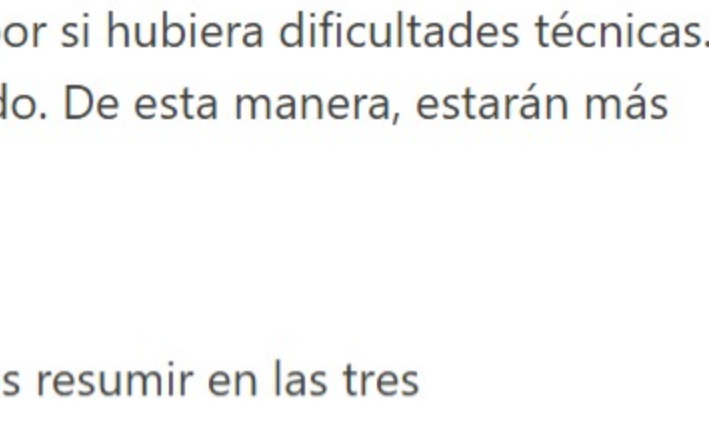 or si hubiera dificultades técnicas.
do. De esta manera, estarán más
s resumir en las tres